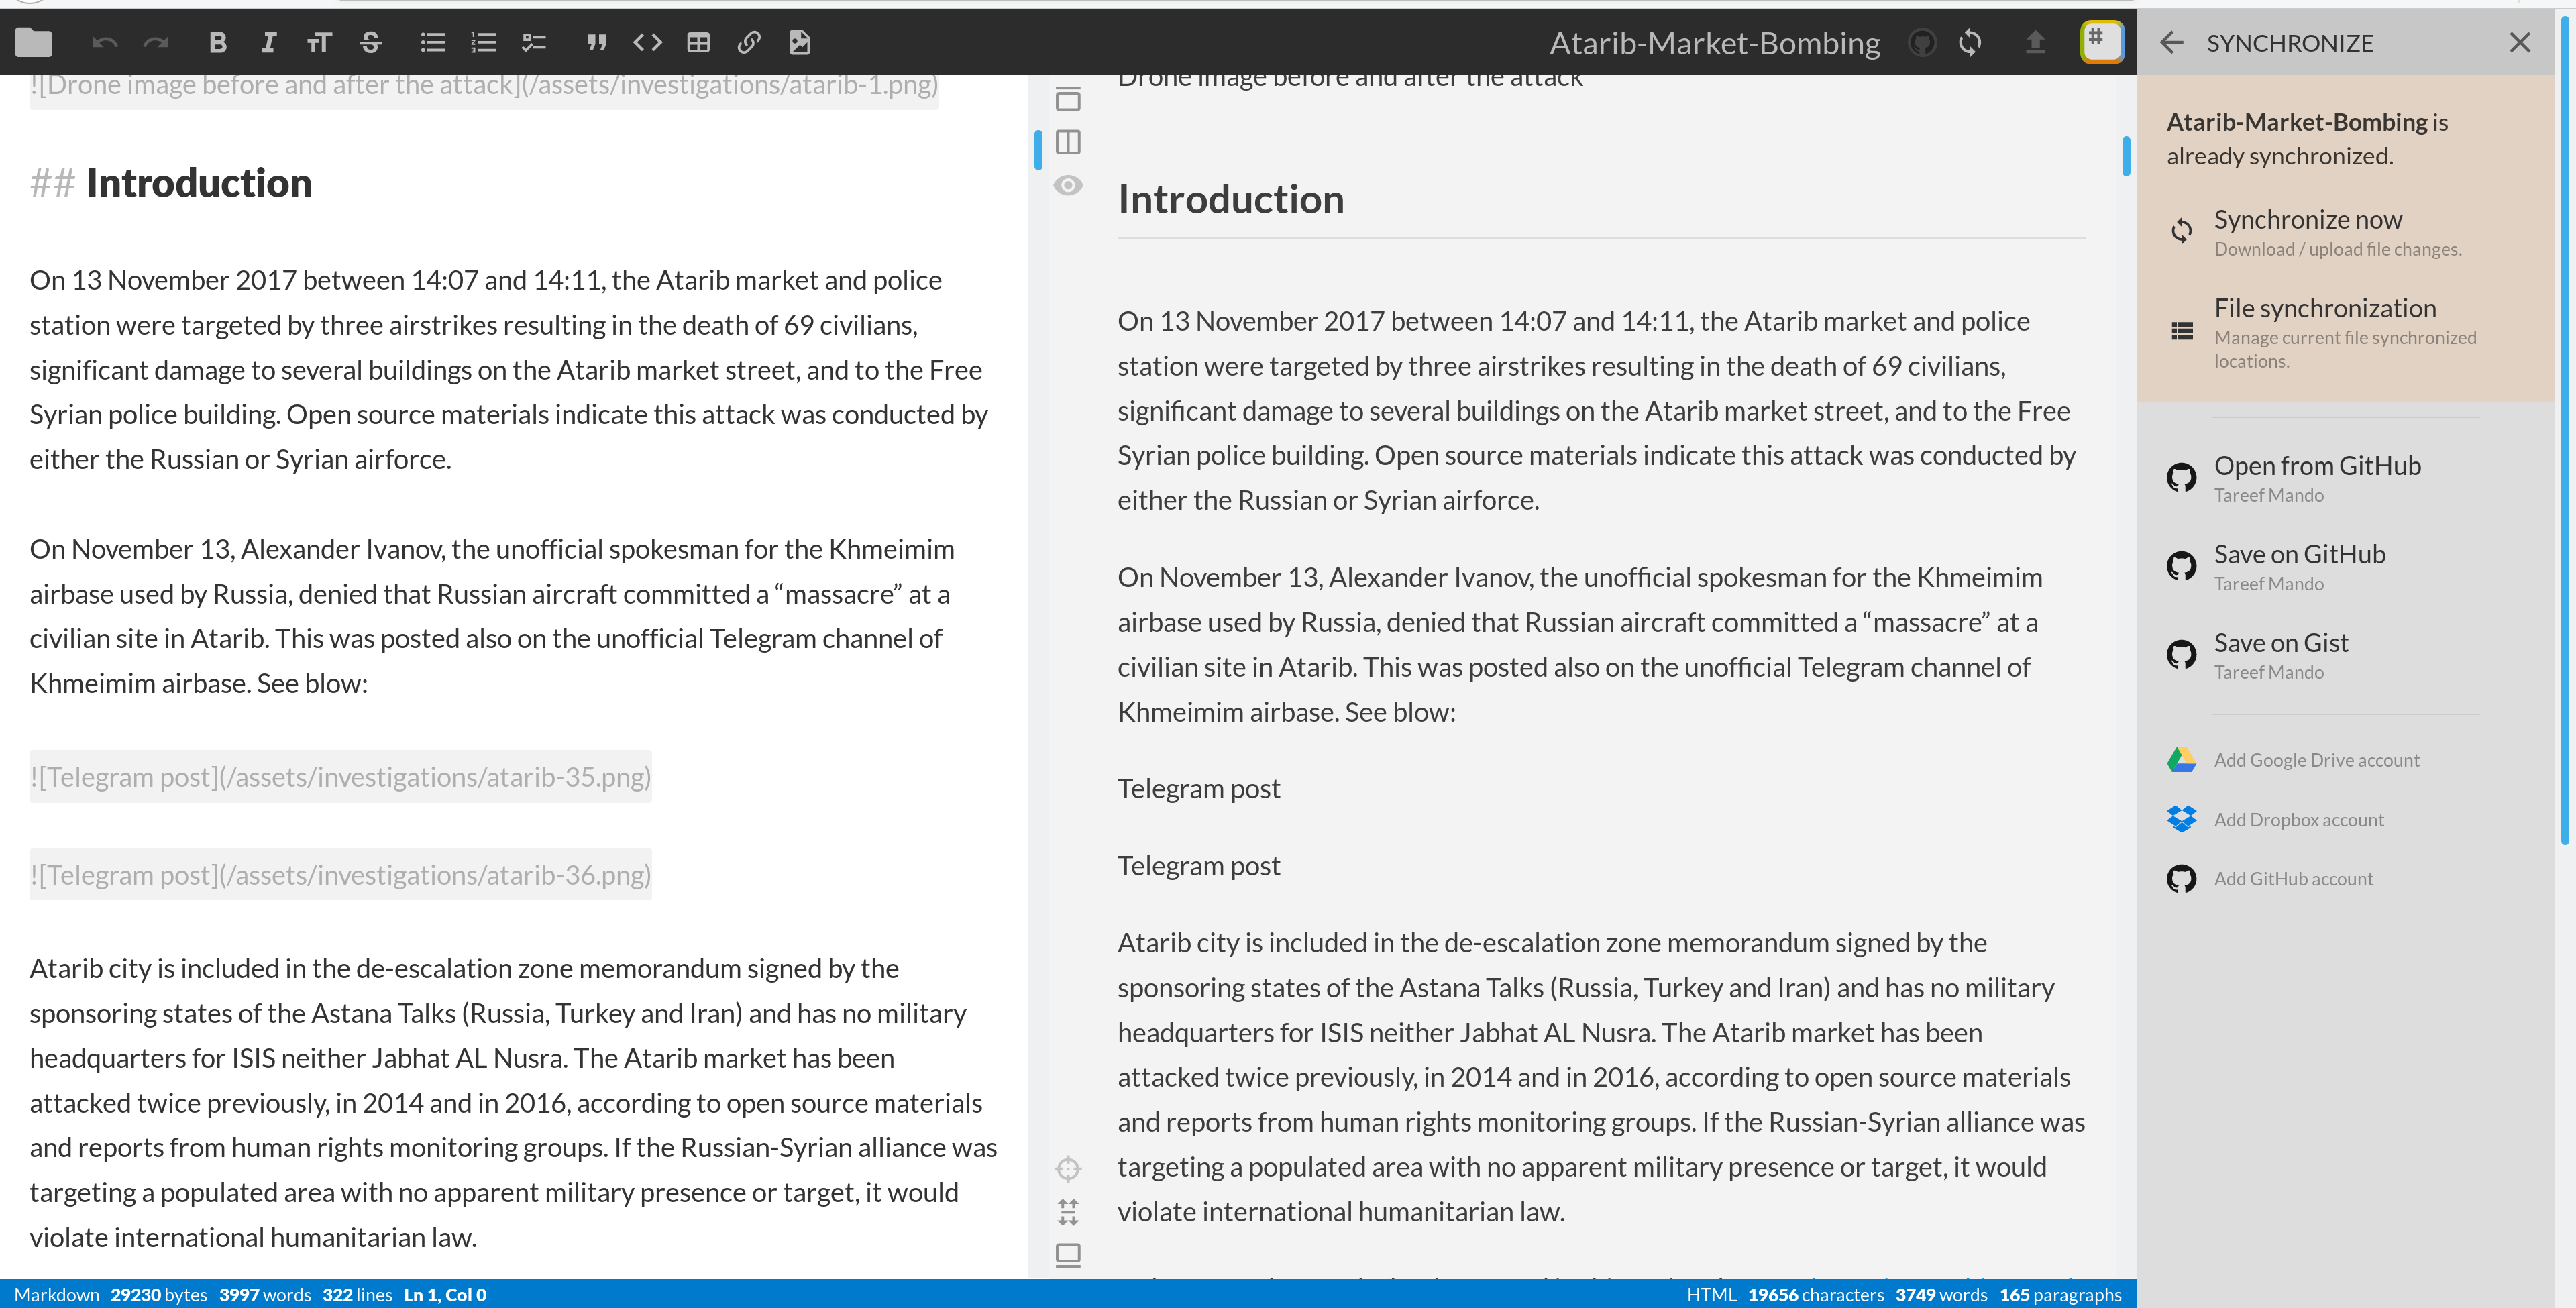 Atarib-Market-Bombing
#
SYNCHRONIZE
![Drone image before and after the attack](/assets/investigations/atarib-1.png)
## Introduction
On 13 November 2017 between 14:07 and 14:11, the Atarib market and police
station were targeted by three airstrikes resulting in the death of 69 civilians,
significant damage to several buildings on the Atarib market street, and to the Free
Syrian police building. Open source materials indicate this attack was conducted by
either the Russian or Syrian airforce.
On November 13, Alexander Ivanov, the unofficial spokesman for the Khmeimim
airbase used by Russia, denied that Russian aircraft committed a “massacre” at a
civilian site in Atarib. This was posted also on the unofficial Telegram channel of
Khmeimim airbase. See blow:
![Telegram post](/assets/investigations/atarib-35.png)
![Telegram post](/assets/investigations/atarib-36.png)
Atarib city is included in the de-escalation zone memorandum signed by the
sponsoring states of the Astana Talks (Russia, Turkey and Iran) and has no military
headquarters for ISIS neither Jabhat AL Nusra. The Atarib market has been
attacked twice previously, in 2014 and in 2016, according to open source materials
and reports from human rights monitoring groups. If the Russian-Syrian alliance was
targeting a populated area with no apparent military presence or target, it would
violate international humanitarian law.
Drone image before and after the attack
Introduction
On 13 November 2017 between 14:07 and 14:11, the Atarib market and police
station were targeted by three airstrikes resulting in the death of 69 civilians,
significant damage to several buildings on the Atarib market street, and to the Free
Syrian police building. Open source materials indicate this attack was conducted by
either the Russian or Syrian airforce.
On November 13, Alexander Ivanov, the unofficial spokesman for the Khmeimim
airbase used by Russia, denied that Russian aircraft committed a “massacre” at a
civilian site in Atarib. This was posted also on the unofficial Telegram channel of
Khmeimim airbase. See blow:
Telegram post
Telegram post
Atarib city is included in the de-escalation zone memorandum signed by the
sponsoring states of the Astana Talks (Russia, Turkey and Iran) and has no military
headquarters for ISIS neither Jabhat AL Nusra. The Atarib market has been
attacked twice previously, in 2014 and in 2016, according to open source materials
and reports from human rights monitoring groups. If the Russian-Syrian alliance was
targeting a populated area with no apparent military presence or target, it would
violate international humanitarian law.
Atarib-Market-Bombing is
already synchronized.
Synchronize now
Download / upload file changes.
File synchronization
Manage current file synchronized
locations.
Open from GitHub
Tareef Mando
Save on GitHub
Tareef Mando
Save on Gist
Tareef Mando
Add Google Drive account
Add Dropbox account
Add GitHub account
Markdown 29230 bytes 3997 words 322 lines Ln 1, Col 0
HTML 19656 characters 3749 words 165 paragraphs